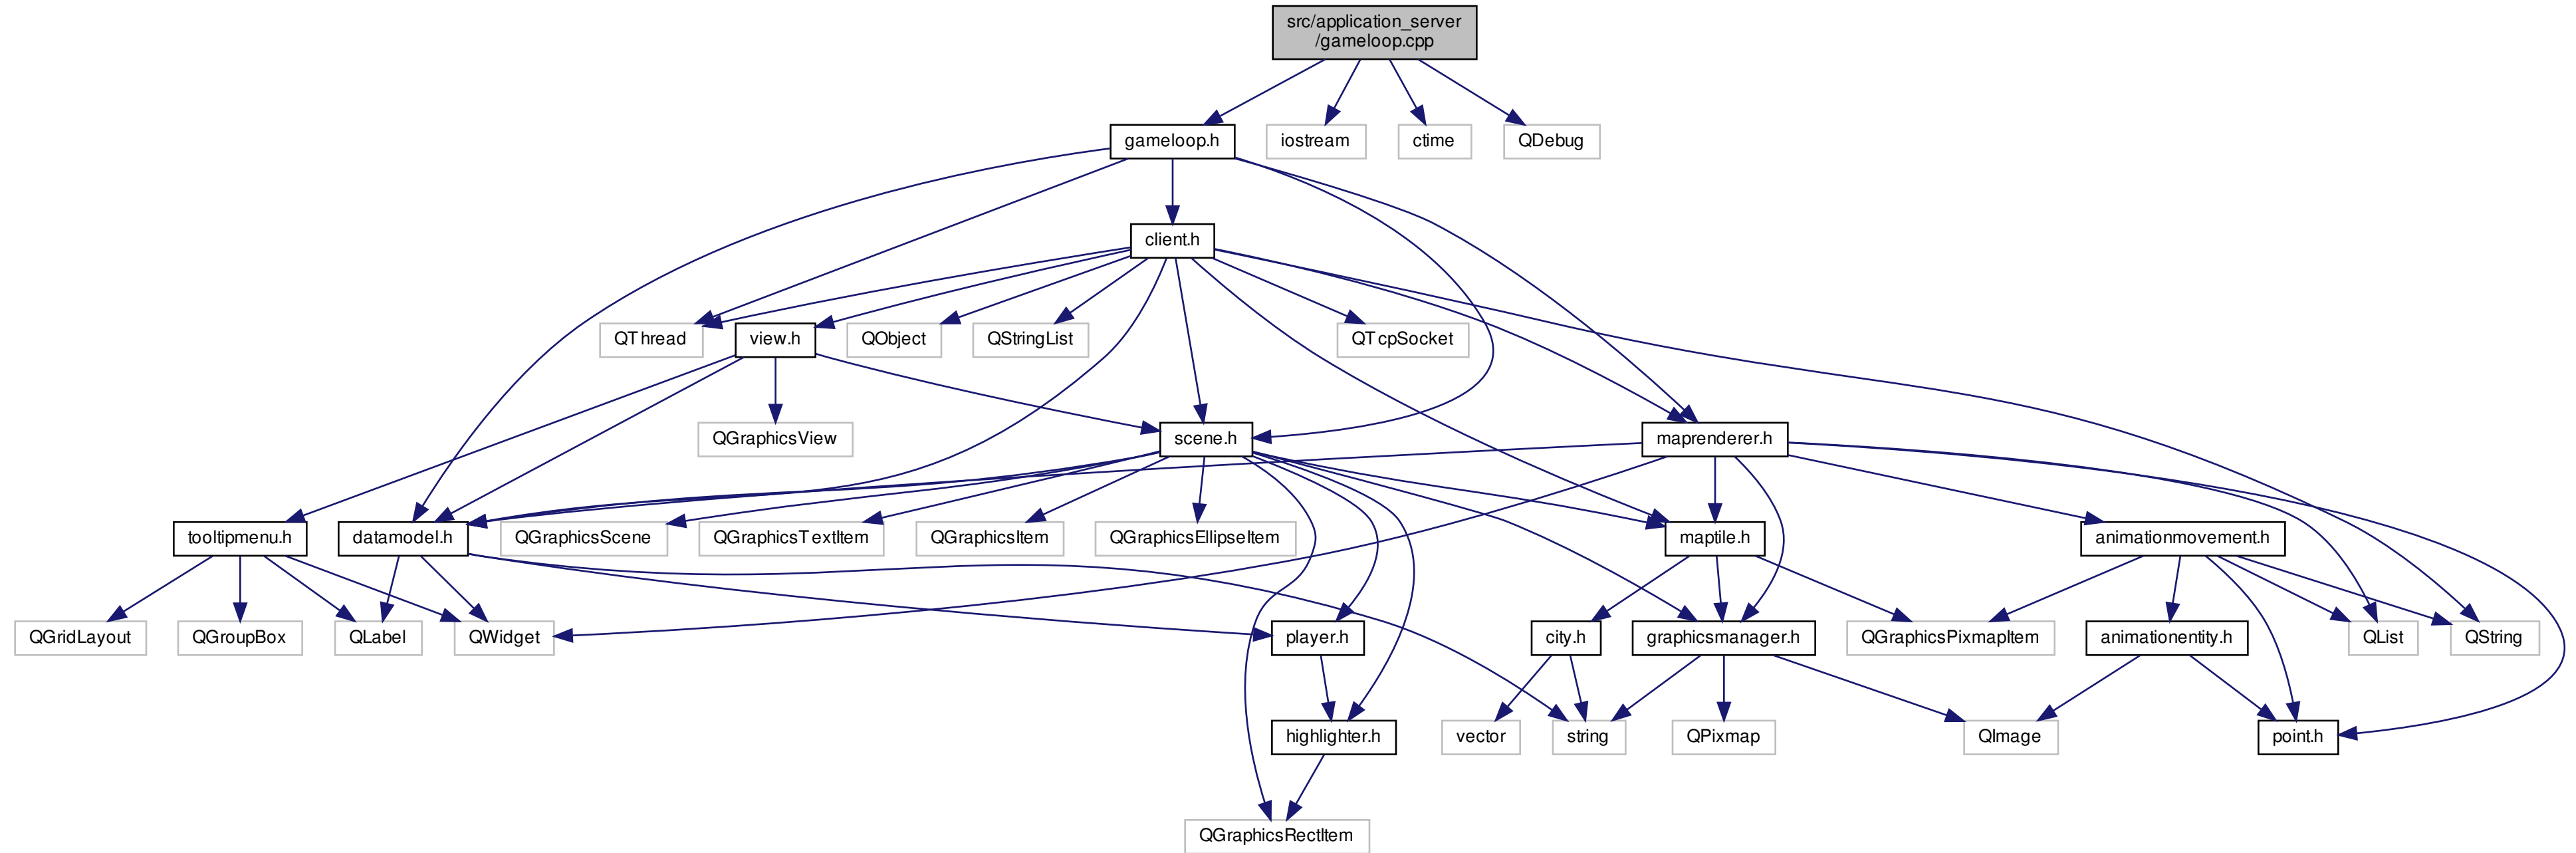 src/application_server
/gameloop.cpp
gameloop.h
iostream
ctime
QDebug
client.h
QThread
view.h
QObject
QStringList
QTcpSocket
QGraphicsView
scene.h
maprenderer.h
tooltipmenu.h
datamodel.h
QGraphicsScene
QGraphicsTextItem
QGraphicsItem
QGraphicsEllipseItem
maptile.h
animationmovement.h
QGridLayout
QGroupBox
QLabel
QWidget
player.h
city.h
graphicsmanager.h
QGraphicsPixmapItem
animationentity.h
QList
QString
highlighter.h
vector
string
QPixmap
QImage
point.h
QGraphicsRectItem